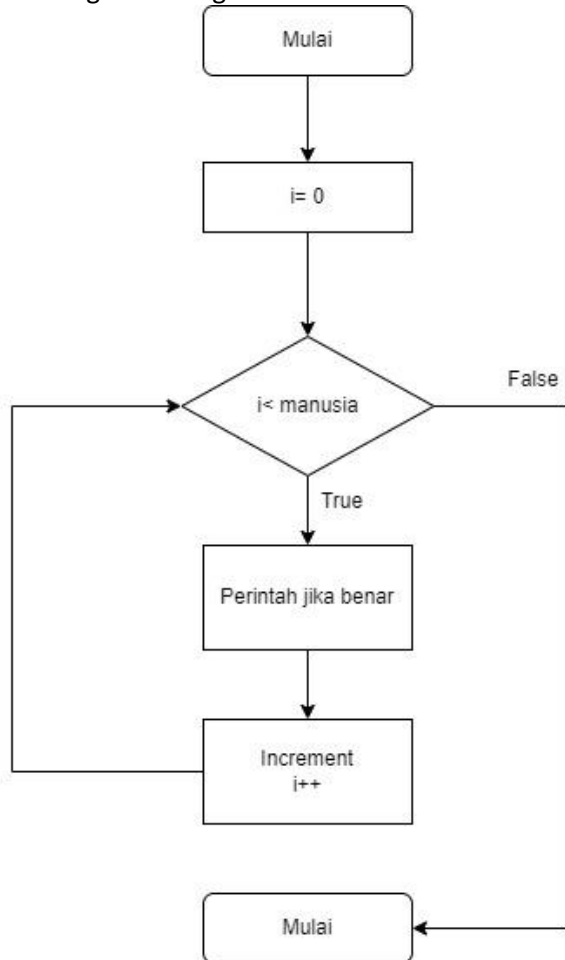 Mulai
i= 0
i< manusia
False
True
Perintah jika benar
Increment
i++
Mulai